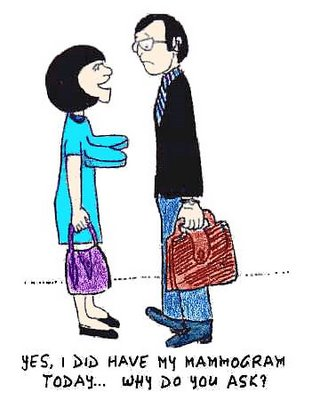 YES, I DID HAVE MY MAMMOGRAM
TODAY... WHY DO YOU ASK?